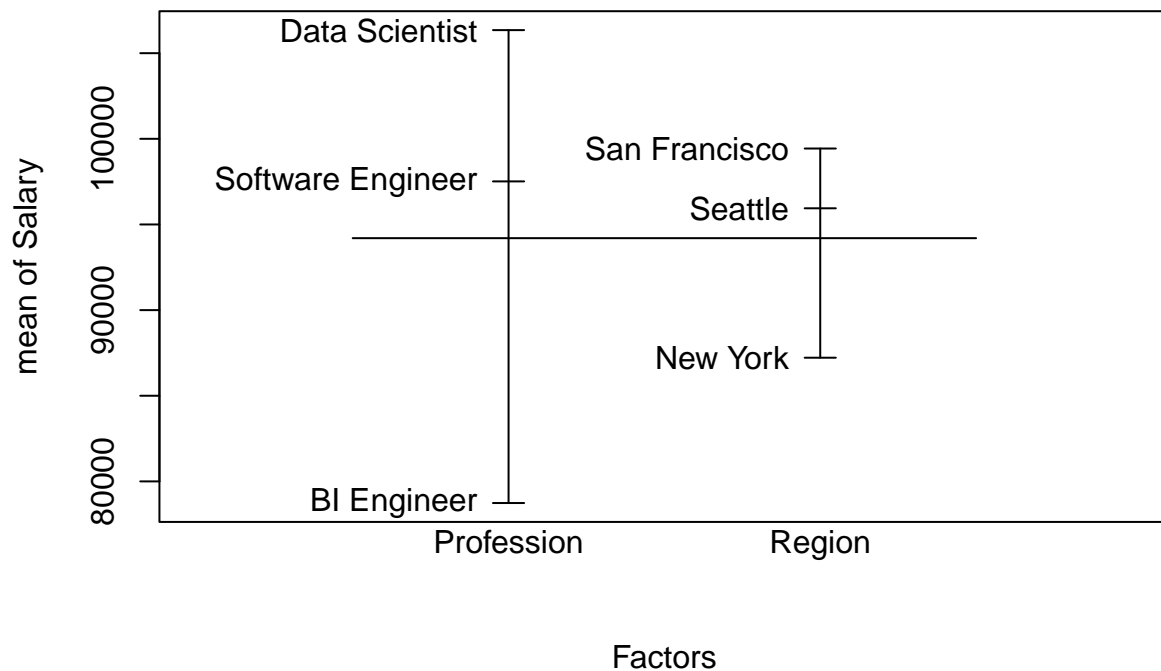 Data Scientist
100000
San Francisco
Software Engineer
Seattle
mean of Salary
90000
New York
80000
BI Engineer
Profession
Region
Factors